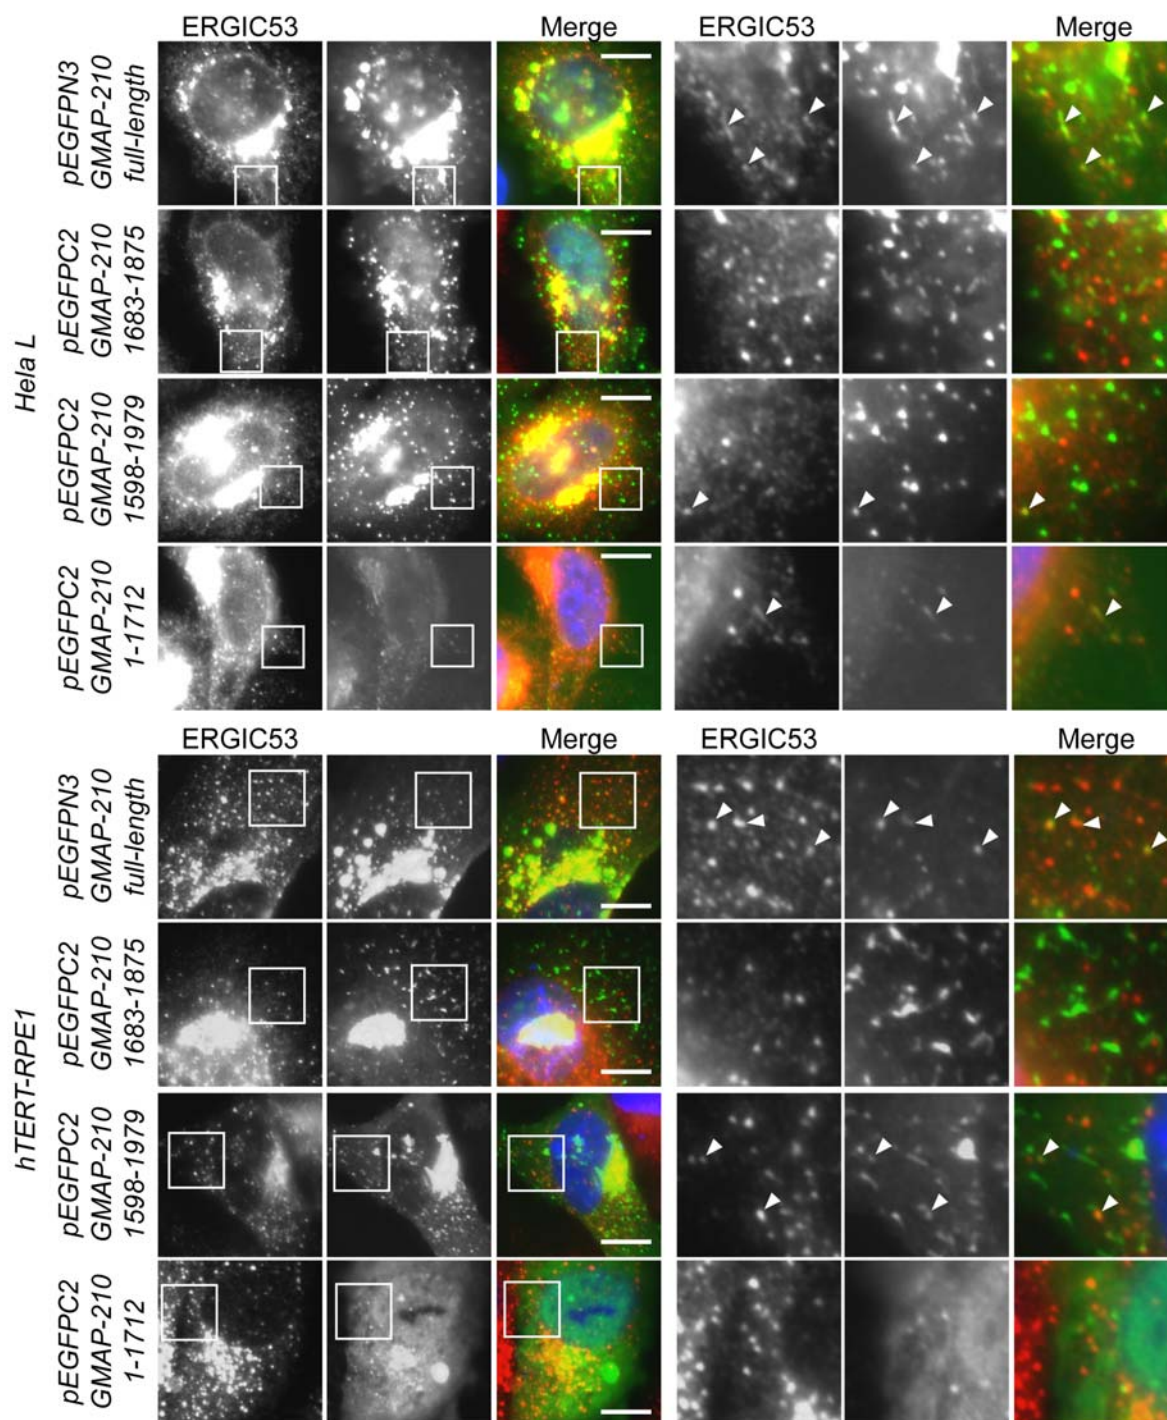 ERGIC53 Merge ERGIC53 Merge
Hela L
pEGFPN3
GMAP-210
full-length
pEGFPC2
GMAP-210
1683-1875
pEGFPC2
GMAP-210
1598-1979
pEGFPC2
GMAP-210
1-1712
ERGIC53 Merge ERGIC53 Merge
hTERT-RPE1
pEGFPN3
GMAP-210
full-length
pEGFPC2
GMAP-210
1683-1875
pEGFPC2
GMAP-210
1598-1979
pEGFPC2
GMAP-210
1-1712